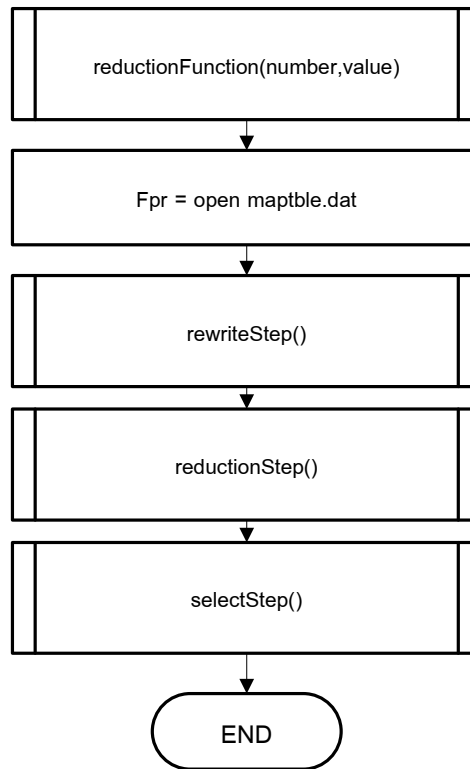 reductionFunction(number,value)
Fpr = open maptble.dat
rewriteStep()
reductionStep()
selectStep()
END